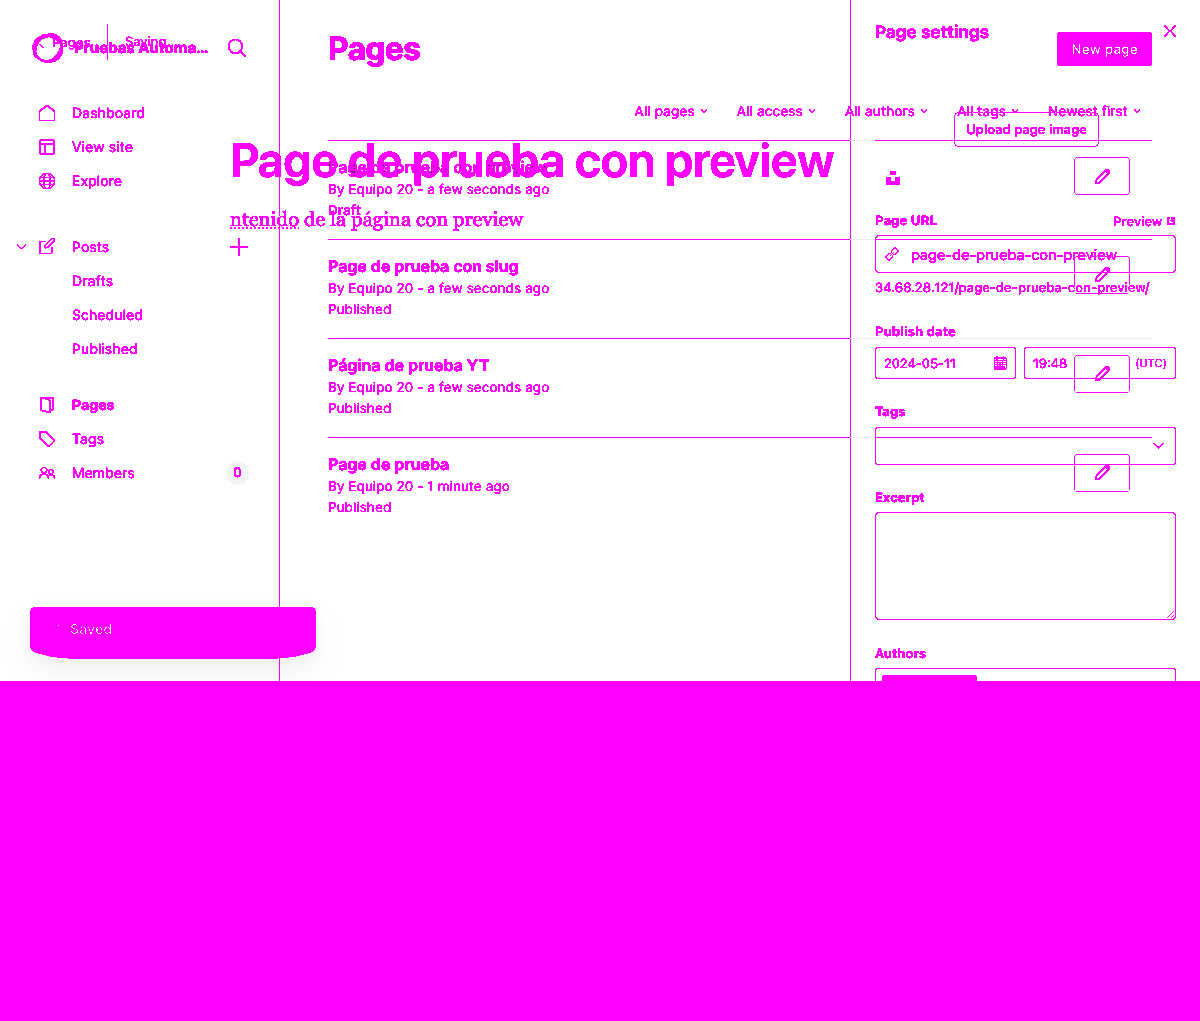 Pages
Saving...
Pruebas Automa...
Dashboard
View site
Explore
Posts
Drafts
Scheduled
Published
Pages
Tags
Members
0
Saved
Pages
New page
All pages
All access
All authors
All tags
Newest first
Page de prueba con preview
By Equipo 20 - a few seconds ago
Draft
Page de prueba con slug
By Equipo 20 - a few seconds ago
Published
Página de prueba YT
By Equipo 20 - a few seconds ago
Published
Page de prueba
By Equipo 20 - 1 minute ago
Published
Page de prueba con preview
ntenido de la página con preview
Page settings
Upload page image
Page URL
Preview
page-de-prueba-con-preview
34.68.28.121/page-de-prueba-con-preview/
Publish date
2024-05-11
19:48
(UTC)
Tags
Excerpt
Authors